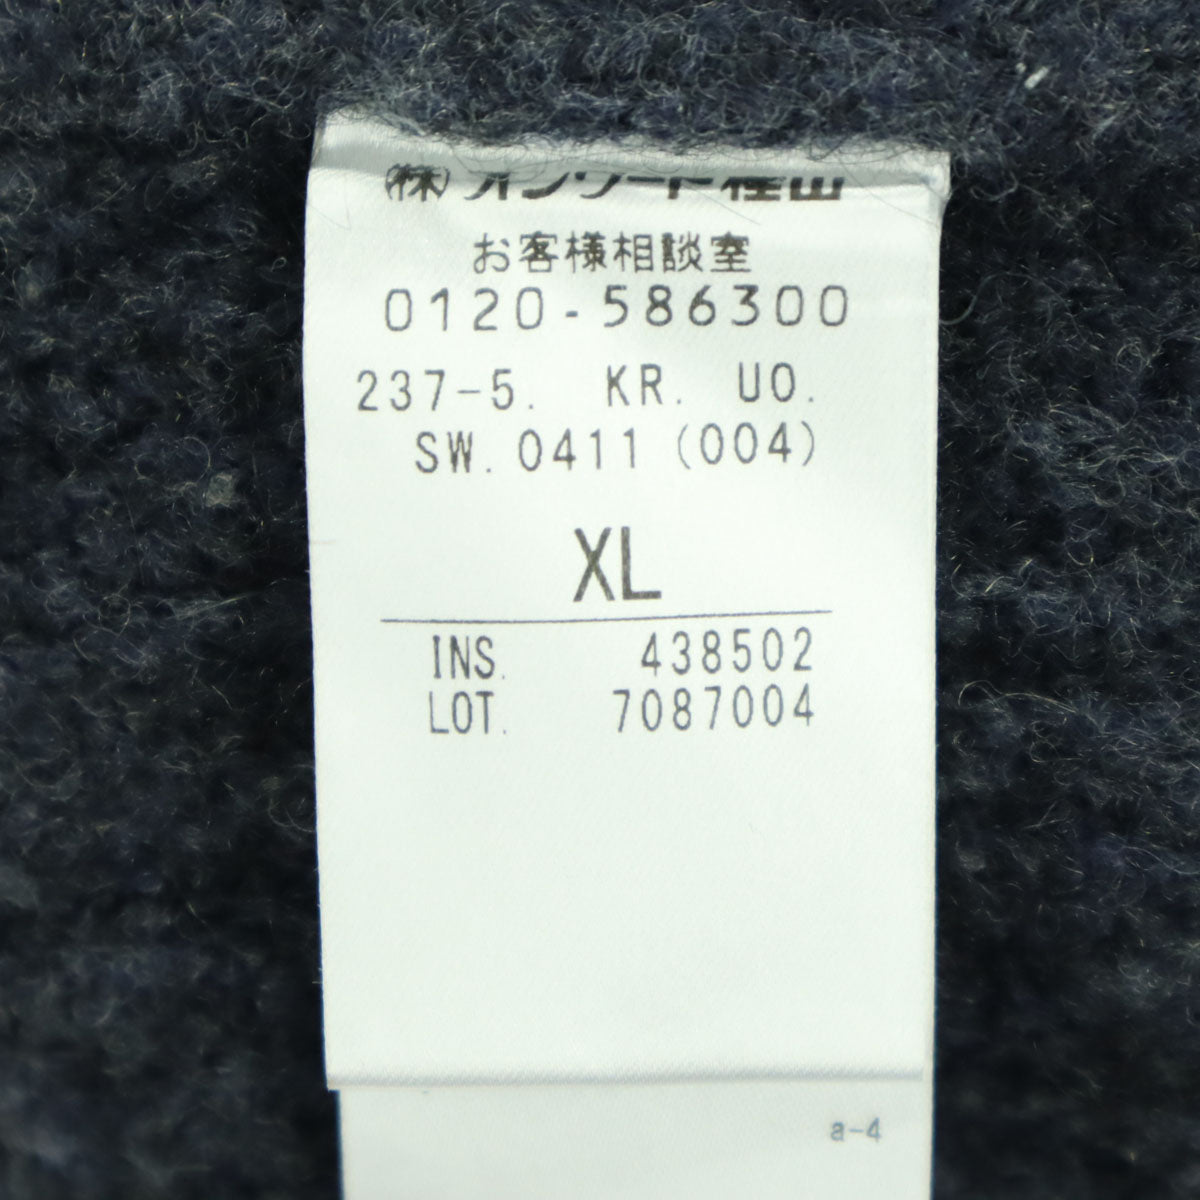 (株)オンワード樫山
お客様相談室
0120-586300
237-5. KR. UO.
SW. 0411 (004)
XL
INS. 438502
LOT. 7087004
a-4